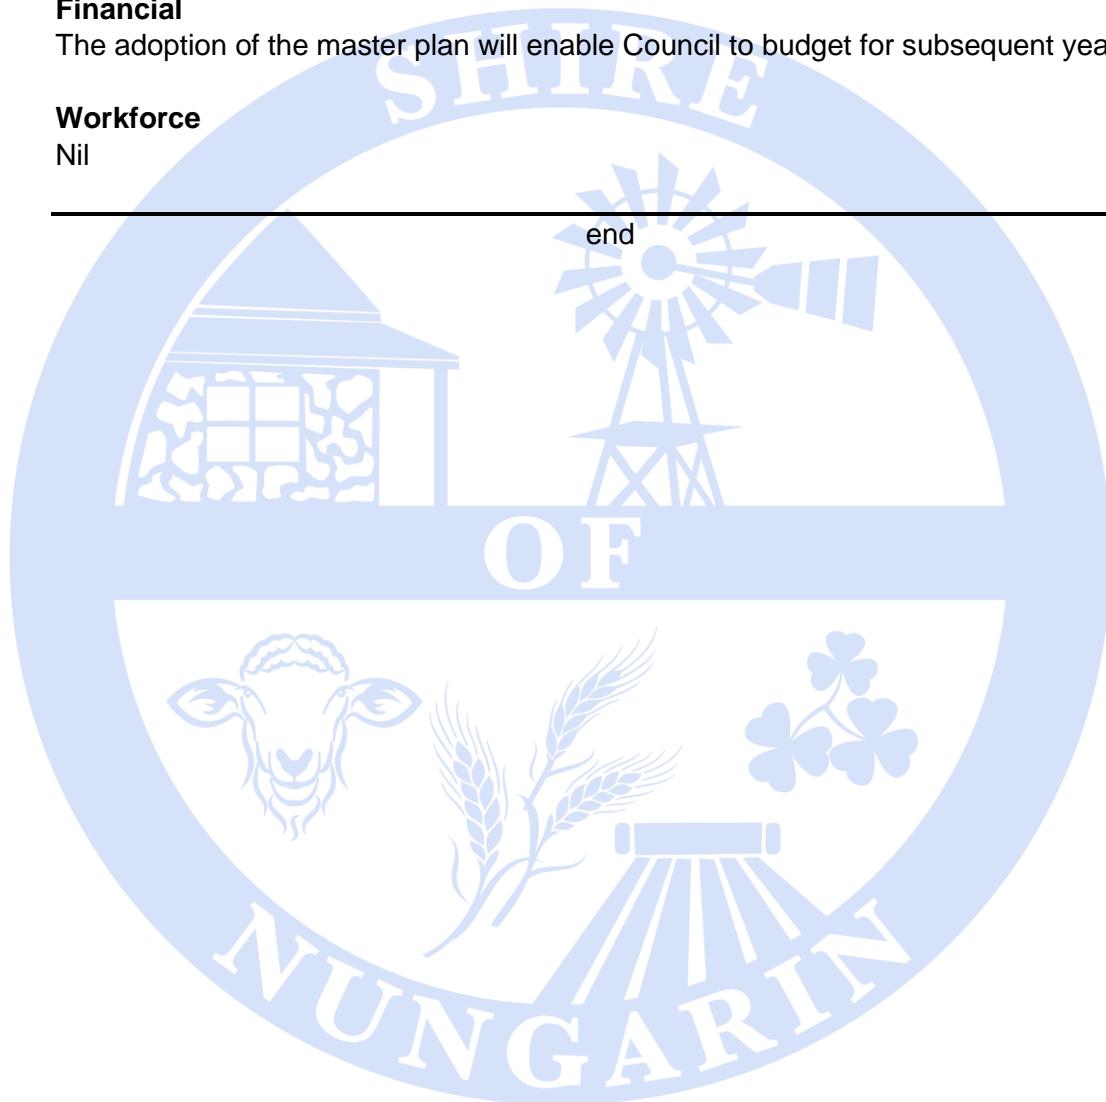 Financial
The adoption of the master plan will enable Council to budget for subsequent yea
Workforce
Nil
end
SHIRE
OF
NUNGARIN